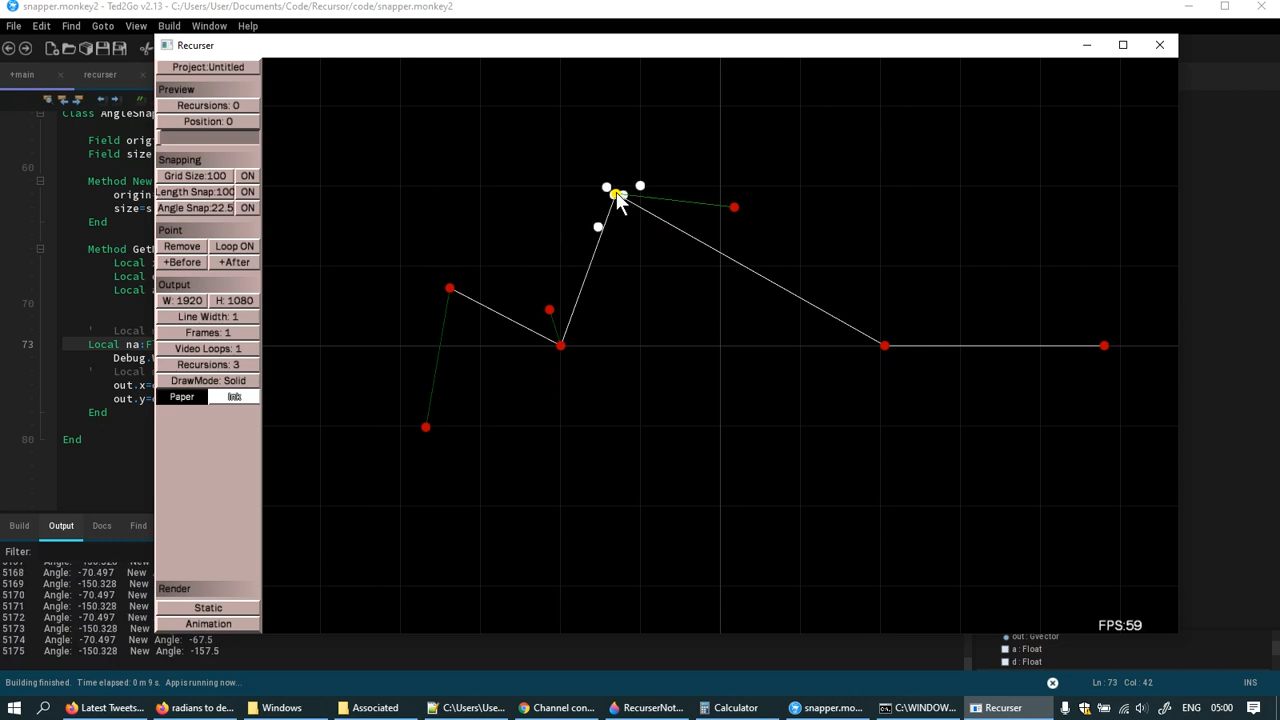 snapper.monkey2 - Ted2Go v2.13 - C:/Users/User/Documents/Code/Recursor/code/snapper.monkey2
File Edit Find Goto View Build Window Help
+main
recurser
Recurser
Project:Untitled
Preview
Recursions: 0
Position: 0
Snapping
Grid Size:100 ON
Length Snap:100 ON
Angle Snap:22.5 ON
Point
Remove Loop ON
+Before +After
Output
W: 1920 H: 1080
Line Width: 1
Frames: 1
Video Loops: 1
Recursions: 3
DrawMode: Solid
Paper Ink
Render
Static
Animation
FPS:59
Class AngleSnap
Field origi
60 Field size
Method New
origin
size=s
End
Method GetN
70
' Local
73 Local na:F
Debug.
' Local
out.x=
out.y=
End
80 End
Build Output Docs Find
Filter:
5168 Angle: -70.497 New
5169 Angle: -150.328 New
5170 Angle: -70.497 New
5171 Angle: -150.328 New
5172 Angle: -70.497 New
5173 Angle: -150.328 New
5174 Angle: -70.497 New Angle: -67.5
5175 Angle: -150.328 New Angle: -157.5
out : Gvector
a : Float
d : Float
Building finished. Time elapsed: 0 m 9 s. App is running now...
Ln : 73 Col : 42
INS
Latest Tweets...
radians to de...
Windows
Associated
C:\Users\Use...
Channel con...
RecurserNot...
Calculator
snapper.mo...
C:\WINDOW...
Recurser
ENG
05:00